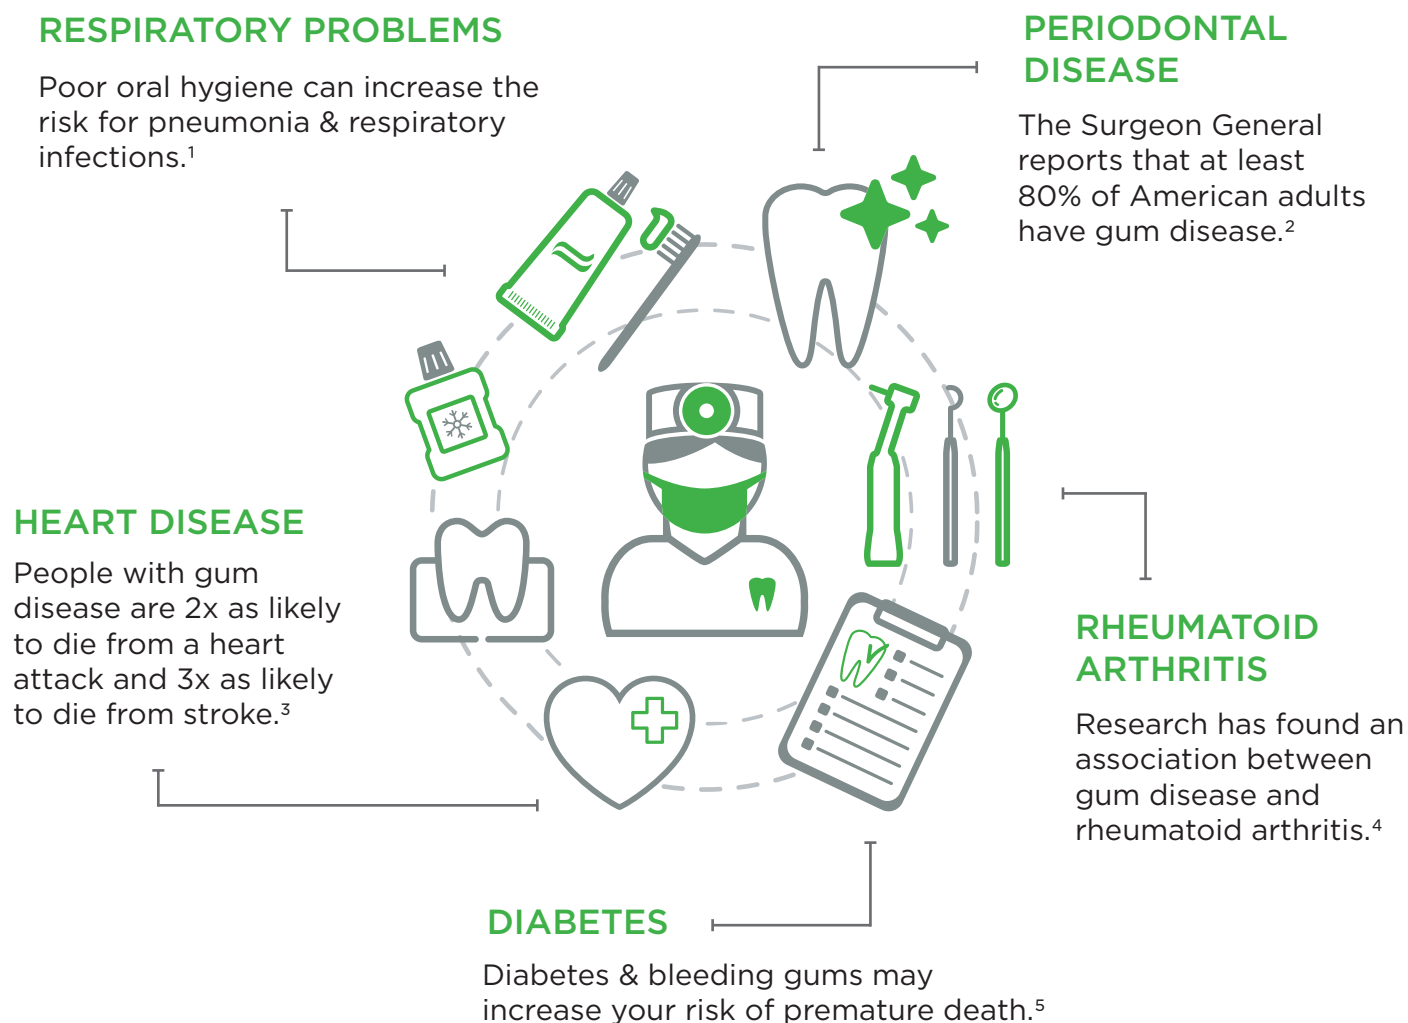 RESPIRATORY PROBLEMS
Poor oral hygiene can increase the
risk for pneumonia & respiratory
infections.¹
PERIODONTAL
DISEASE
The Surgeon General
reports that at least
80% of American adults
have gum disease.²
HEART DISEASE
People with gum
disease are 2x as likely
to die from a heart
attack and 3x as likely
to die from stroke.³
RHEUMATOID
ARTHRITIS
Research has found an
association between
gum disease and
rheumatoid arthritis.⁴
DIABETES
Diabetes & bleeding gums may
increase your risk of premature death.⁵